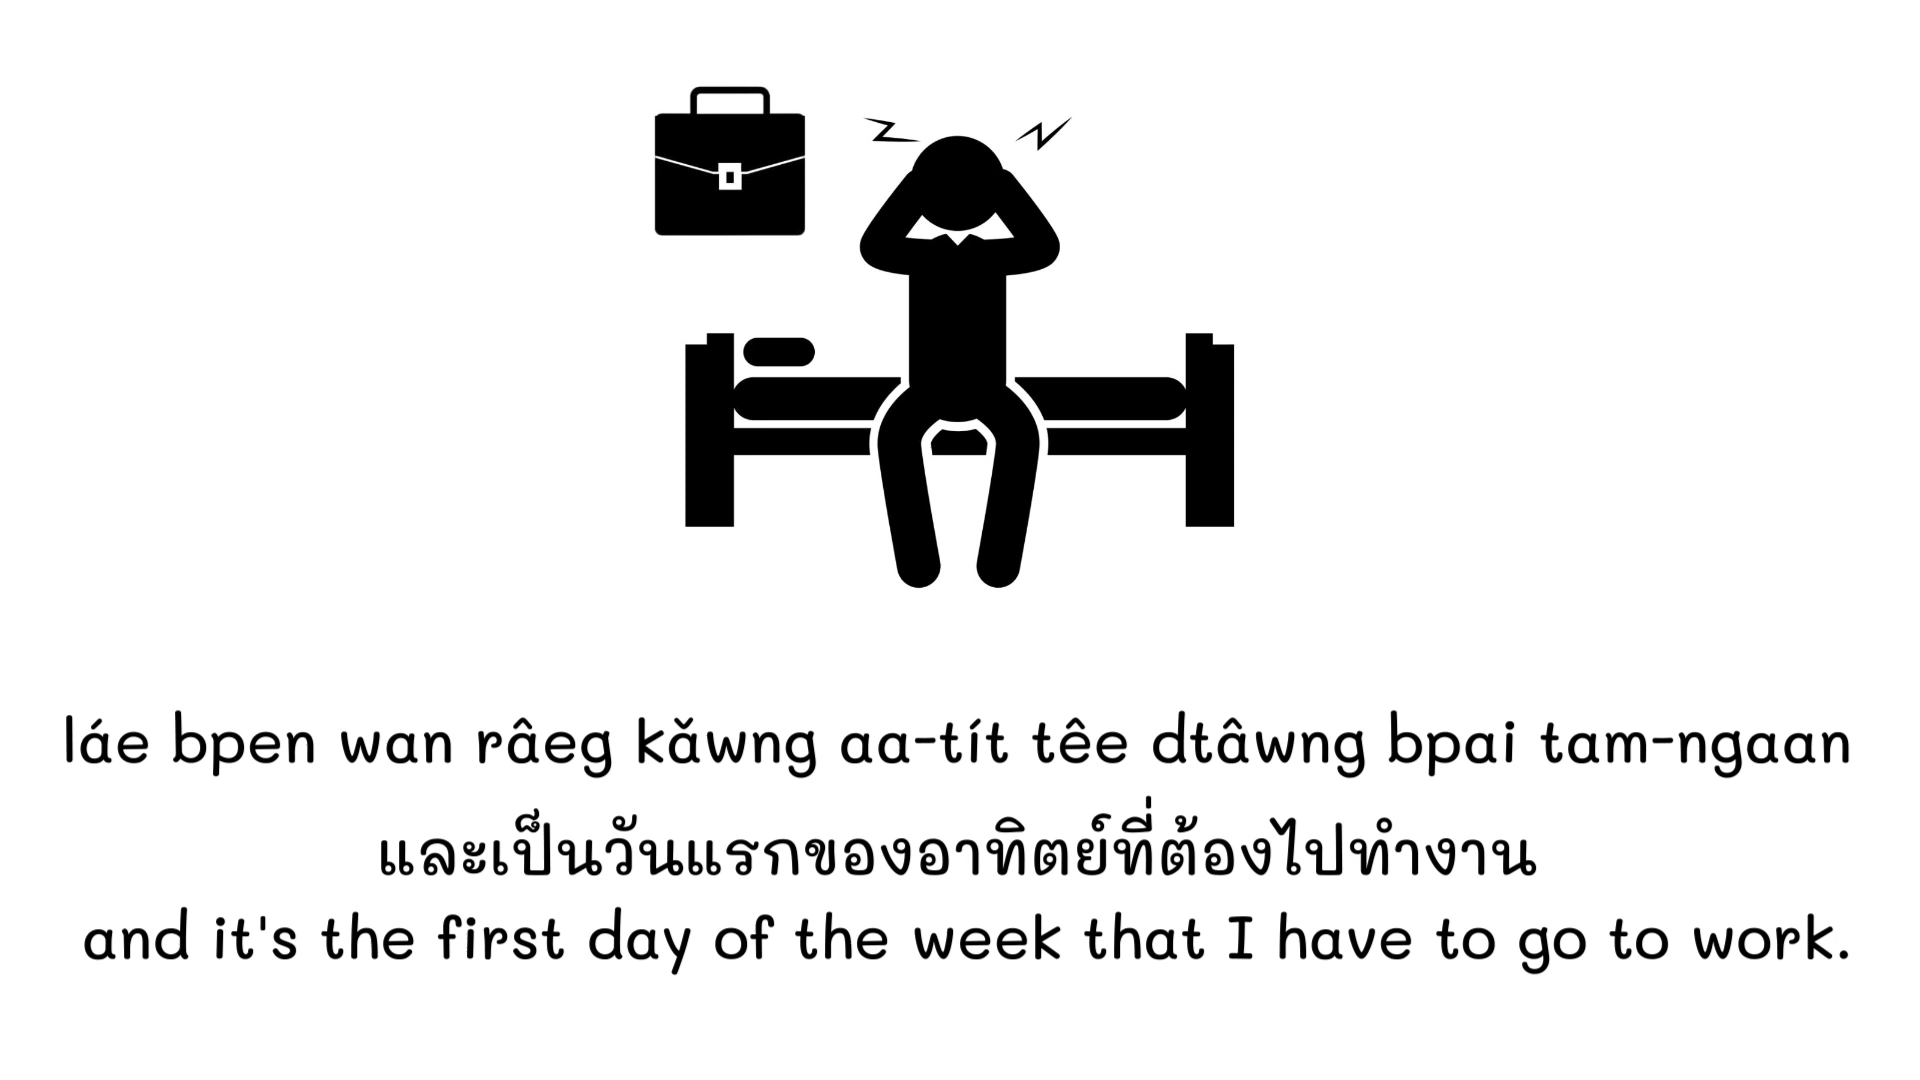 láe bpen wan râeg kǎwng aa-tít têe dtâwng bpai tam-ngaan
และเป็นวันแรกของอาทิตย์ที่ต้องไปทำงาน
and it's the first day of the week that I have to go to work.